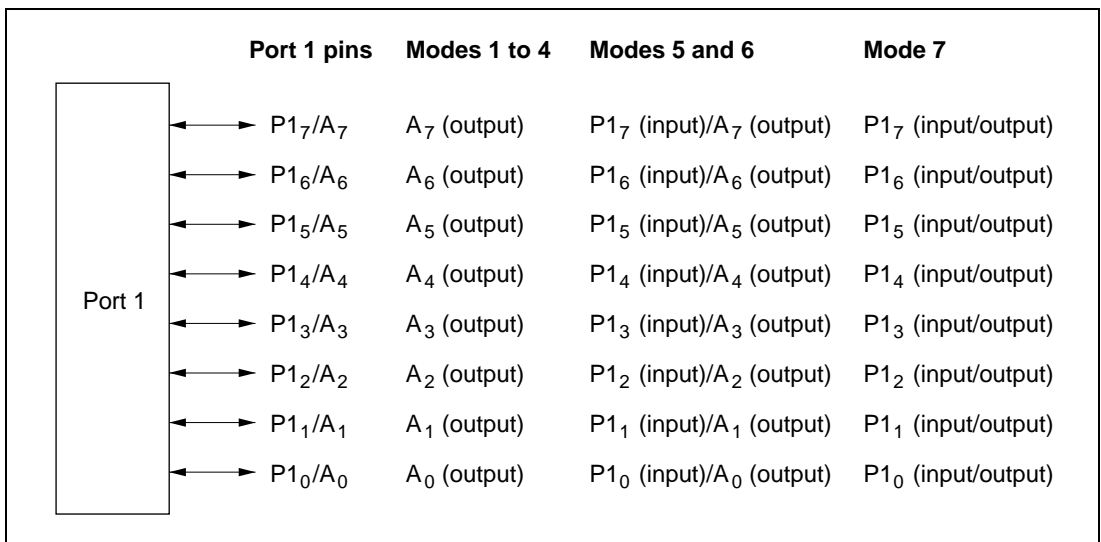 Port 1 pins Modes 1 to 4 Modes 5 and 6 Mode 7
P1₇/A₇ A₇ (output) P1₇ (input)/A₇ (output) P1₇ (input/output)
P1₆/A₆ A₆ (output) P1₆ (input)/A₆ (output) P1₆ (input/output)
P1₅/A₅ A₅ (output) P1₅ (input)/A₅ (output) P1₅ (input/output)
P1₄/A₄ A₄ (output) P1₄ (input)/A₄ (output) P1₄ (input/output)
Port 1
P1₃/A₃ A₃ (output) P1₃ (input)/A₃ (output) P1₃ (input/output)
P1₂/A₂ A₂ (output) P1₂ (input)/A₂ (output) P1₂ (input/output)
P1₁/A₁ A₁ (output) P1₁ (input)/A₁ (output) P1₁ (input/output)
P1₀/A₀ A₀ (output) P1₀ (input)/A₀ (output) P1₀ (input/output)